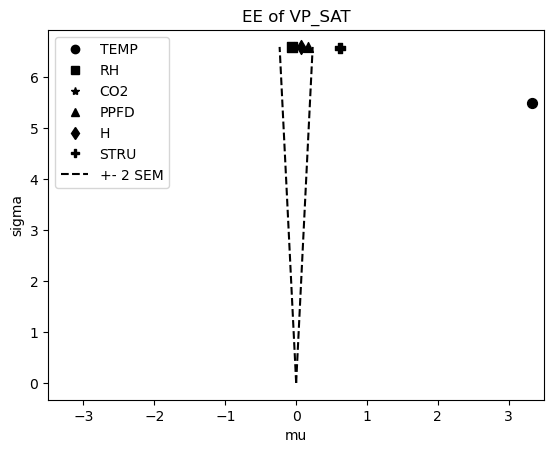 EE of VP_SAT
TEMP
RH
CO2
PPFD
H
STRU
+- 2 SEM
sigma
6
5
4
3
2
1
0
−3
−2
−1
0
1
2
3
mu